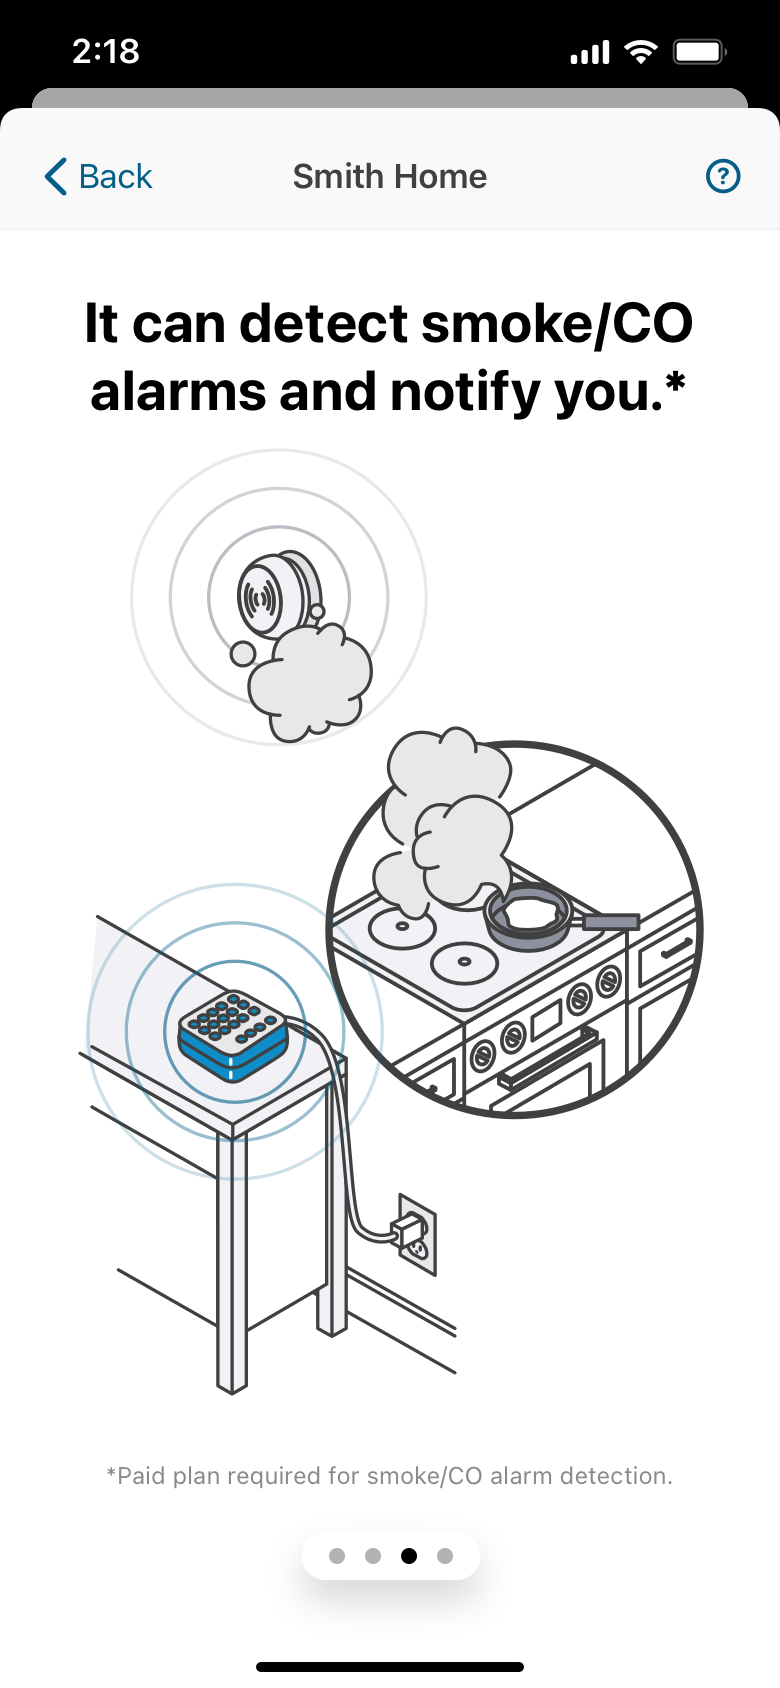 2:18
Back
Smith Home
It can detect smoke/CO
alarms and notify you.*
*Paid plan required for smoke/CO alarm detection.